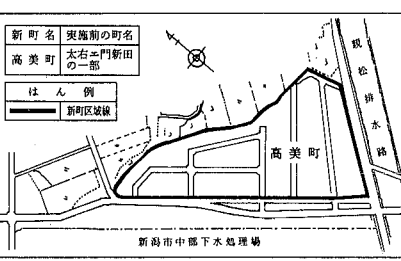 新町名 実施前の町名
高美町 太右ヱ門新田の一部
はん例
新町区域線
高美町
親松排水路
新潟市中部下水処理場